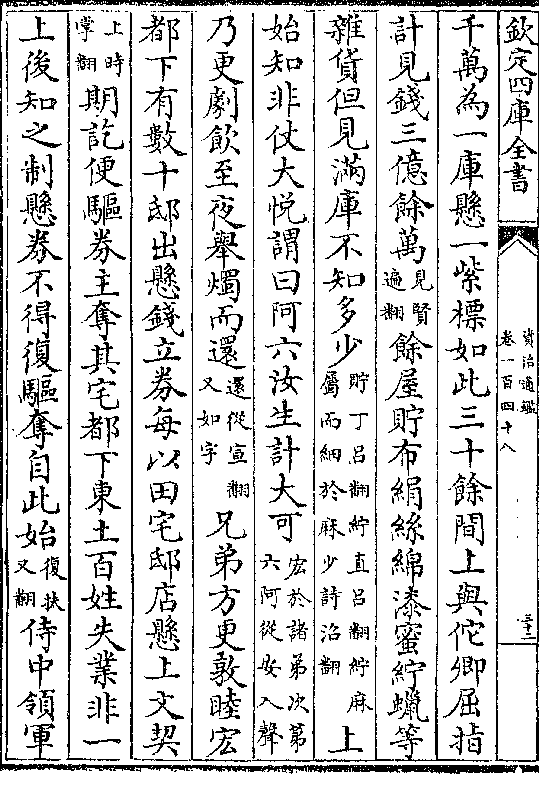 欽定四庫全書
資治通鑑
卷一百四十八
千萬為一庫懸一紫標如此三十餘間上與佗卿屈指
計見錢三億餘萬見賢遍翻餘屋貯布絹絲綿漆蜜紵蠟等
雜貨但見滿庫不知多少貯丁呂翻紵直呂翻紵麻屬而細於麻少詩沼翻上
始知非仗大悅謂曰阿六汝生計大可宏於諸弟次第六阿從安入聲
乃更劇飲至夜舉燭而還還從宣翻又如字兄弟方更敦睦宏
都下有數十邸出懸錢立券每以田宅邸店懸上文契
上時掌翻期訖便驅券主奪其宅都下東土百姓失業非一
上後知之制懸券不得復驅奪自此始復扶又翻侍中領軍